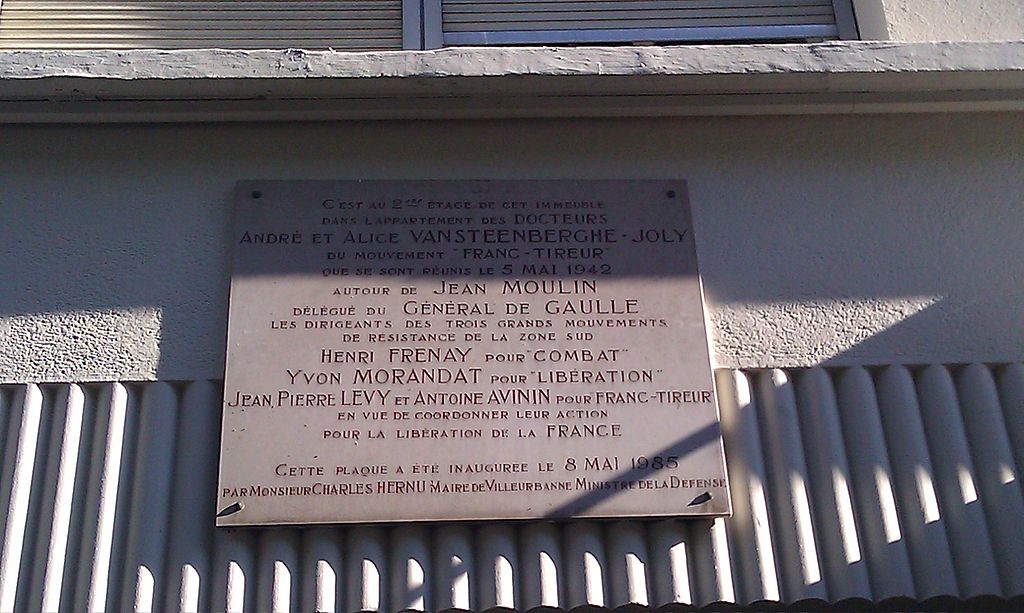 C'EST AU 2ème ÉTAGE DE CET IMMEUBLE
DANS L'APPARTEMENT DES DOCTEURS
ANDRÉ ET ALICE VANSTEENBERGHE - JOLY
DU MOUVEMENT "FRANC-TIREUR"
QUE SE SONT RÉUNIS LE 5 MAI 1942
AUTOUR DE JEAN MOULIN
DÉLÉGUÉ DU GÉNÉRAL DE GAULLE
LES DIRIGEANTS DES TROIS GRANDS MOUVEMENTS
DE RESISTANCE DE LA ZONE SUD
HENRI FRENAY POUR "COMBAT"
YVON MORANDAT POUR "LIBÉRATION"
JEAN, PIERRE LEVY ET ANTOINE AVININ POUR FRANC-TIREUR
EN VUE DE COORDONNER LEUR ACTION
POUR LA LIBÉRATION DE LA FRANCE
CETTE PLAQUE A ÉTÉ INAUGURÉE LE 8 MAI 1985
PAR MONSIEUR CHARLES HERNU MAIRE DE VILLEURBANNE MINISTRE DE LA DEFENSE